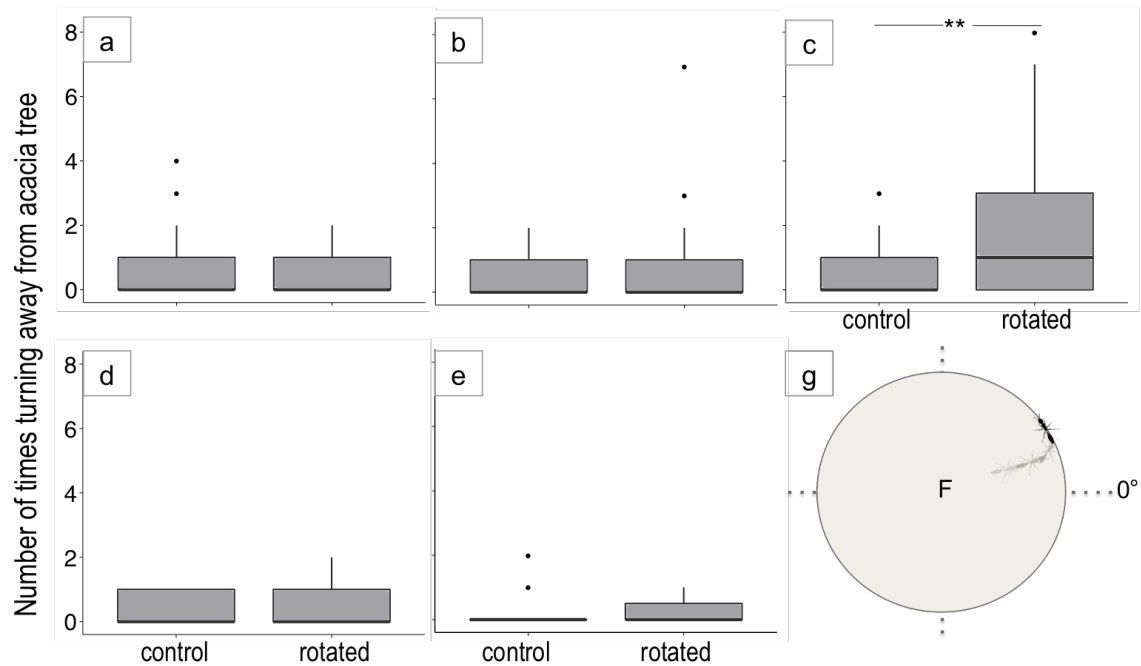 Number of times turning away from acacia tree
a
8
6
4
2
0
b
c
**
control rotated
d
8
6
4
2
0
control rotated
e
control rotated
g
F
0°